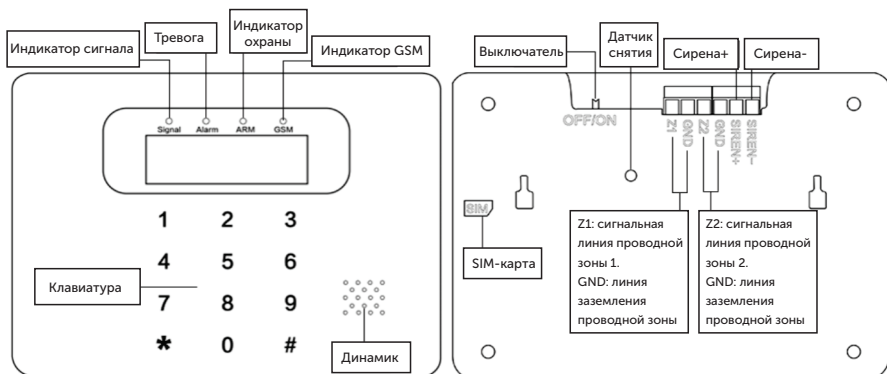 Индикатор сигнала
Тревога
Индикатор
охраны
Индикатор GSM
Signal Alarm ARM GSM
1 2 3
4 5 6
7 8 9
* 0 #
Клавиатура
Динамик
Выключатель
Датчик
снятия
Сирена+
Сирена-
OFF/ON
Z1
GND
Z2
GND
SIREN+
SIREN-
SIM
SIM-карта
Z1: сигнальная
линия проводной
зоны 1.
GND: линия
заземления
проводной зоны
Z2: сигнальная
линия проводной
зоны 2.
GND: линия
заземления
проводной зоны